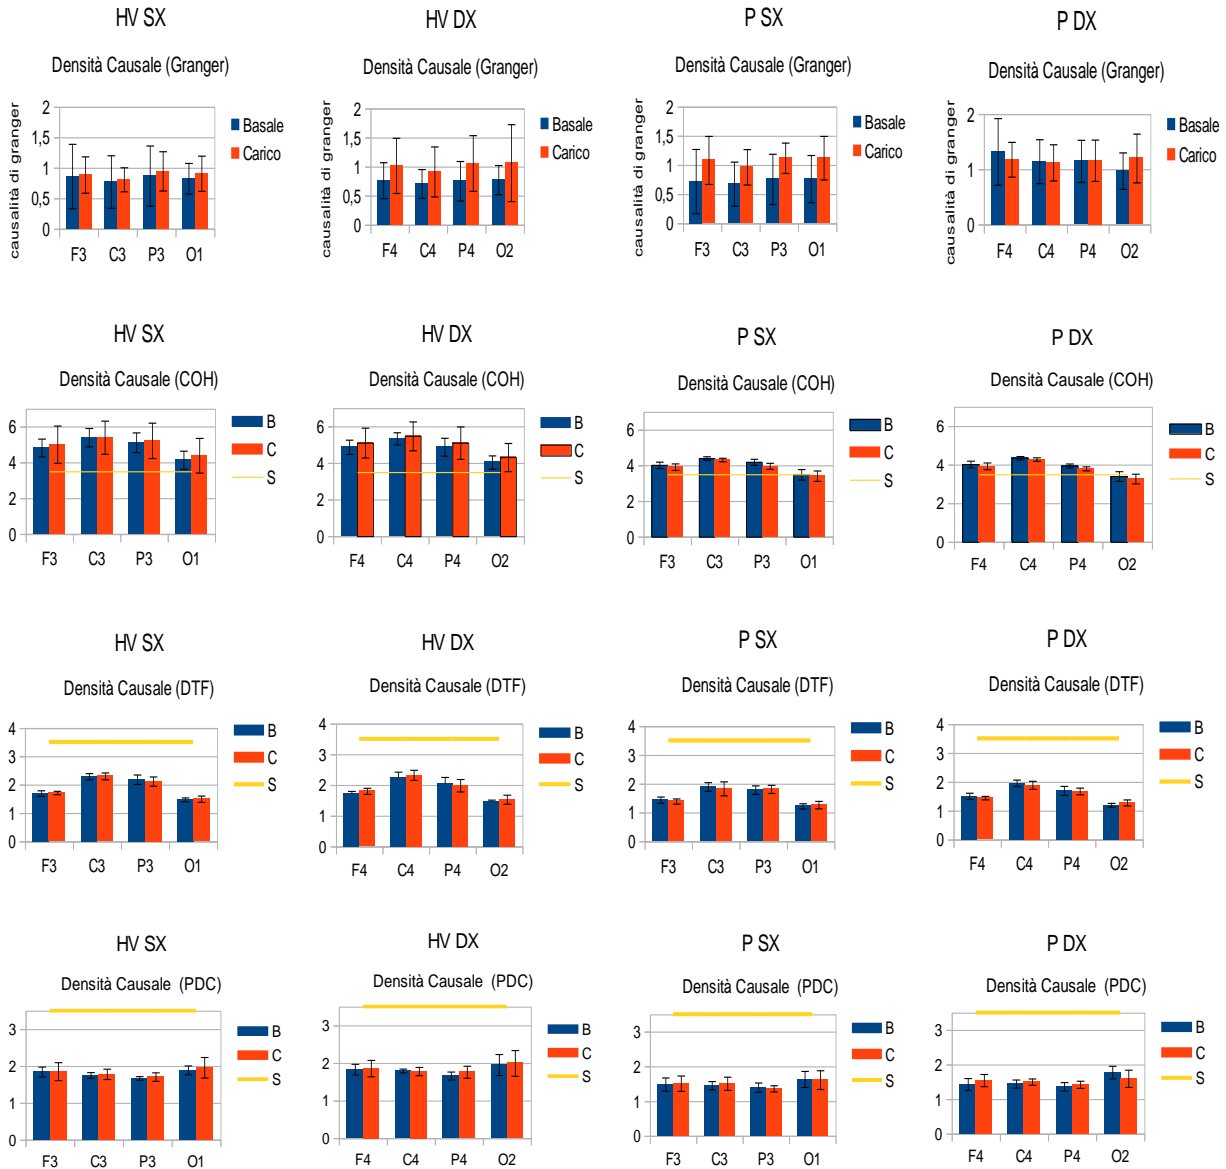 HV SX
HV DX
P SX
P DX
Densità Causale (Granger)
Densità Causale (Granger)
Densità Causale (Granger)
Densità Causale (Granger)
causalità di granger
2
1,5
1
0,5
0
F3 C3 P3 O1
Basale
Carico
causalità di granger
2
1,5
1
0,5
0
F4 C4 P4 O2
Basale
Carico
causalità di granger
2
1,5
1
0,5
0
F3 C3 P3 O1
Basale
Carico
causalità di granger
2
1
0
F4 C4 P4 O2
Basale
Carico
HV SX
HV DX
P SX
P DX
Densità Causale (COH)
Densità Causale (COH)
Densità Causale (COH)
Densità Causale (COH)
6
4
2
0
F3 C3 P3 O1
B
C
S
6
4
2
0
F4 C4 P4 O2
B
C
S
6
4
2
0
F3 C3 P3 O1
B
C
S
6
4
2
0
F4 C4 P4 O2
B
C
S
HV SX
HV DX
P SX
P DX
Densità Causale (DTF)
Densità Causale (DTF)
Densità Causale (DTF)
Densità Causale (DTF)
4
3
2
1
0
F3 C3 P3 O1
B
C
S
4
3
2
1
0
F4 C4 P4 O2
B
C
S
4
3
2
1
0
F3 C3 P3 O1
B
C
S
4
3
2
1
0
F4 C4 P4 O2
B
C
S
HV SX
HV DX
P SX
P DX
Densità Causale (PDC)
Densità Causale (PDC)
Densità Causale (PDC)
Densità Causale (PDC)
3
2
1
0
F3 C3 P3 O1
B
C
S
3
2
1
0
F4 C4 P4 O2
B
C
S
3
2
1
0
F3 C3 P3 O1
B
C
S
3
2
1
0
F4 C4 P4 O2
B
C
S